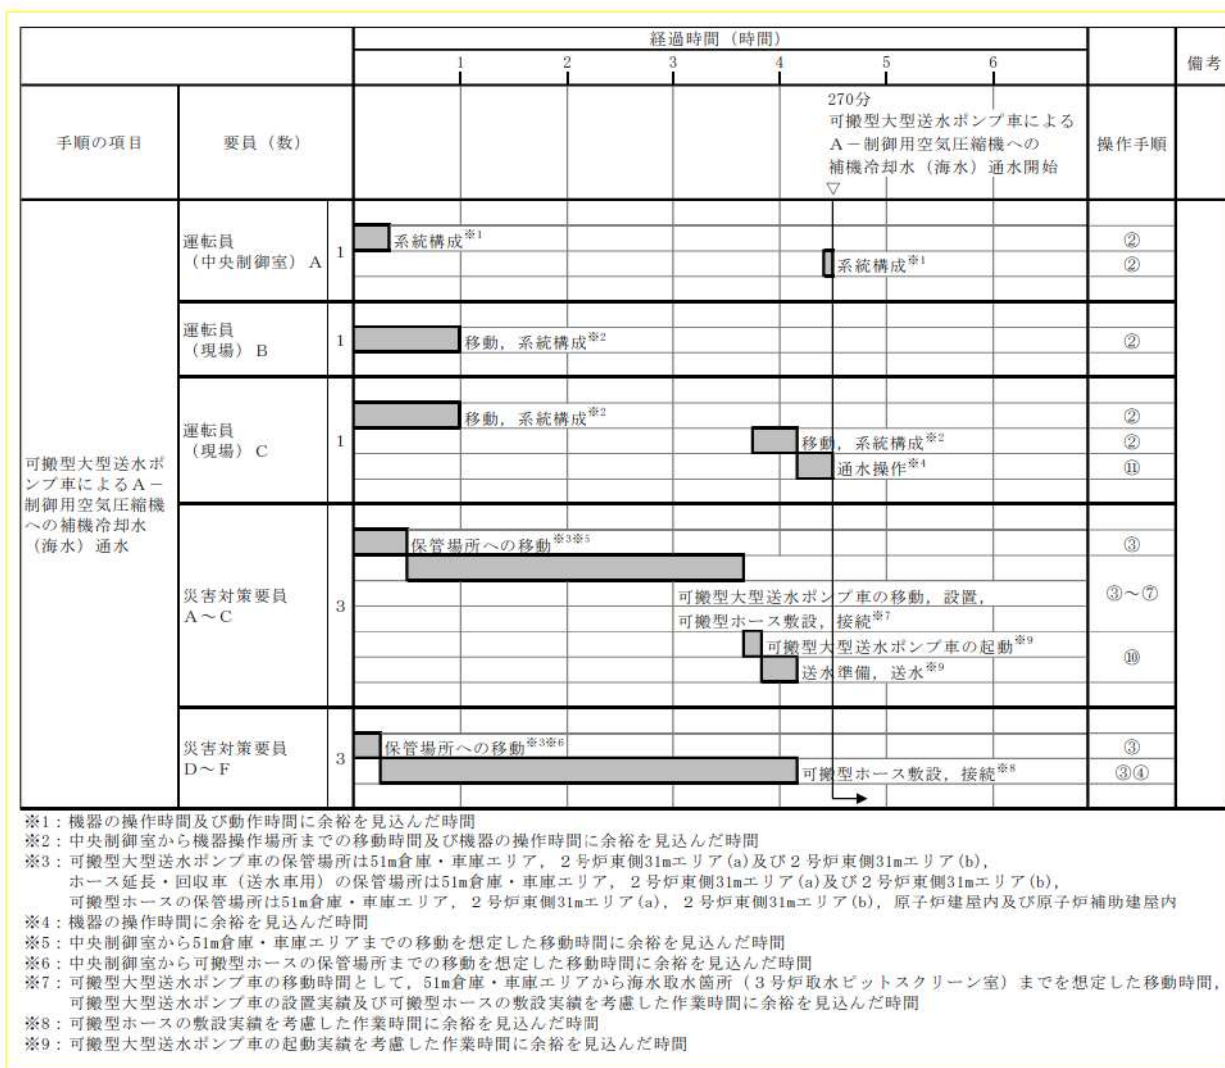 経過時間(時間)
1 2 3 4 5 6
備考
手順の項目
要員(数)
操作手順
270分
可搬型大型送水ポンプ車による
A-制御用空気圧縮機への
補機冷却水(海水)通水開始
▽
可搬型大型送水ポ
ンプ車によるA-
制御用空気圧縮機
への補機冷却水
(海水)通水
運転員
(中央制御室)A
1
系統構成※1
②
系統構成※1
②
運転員
(現場)B
1
移動,系統構成※2
②
運転員
(現場)C
1
移動,系統構成※2
②
移動,系統構成※2
②
通水操作※4
⑪
災害対策要員
A~C
3
保管場所への移動※3※5
③
可搬型大型送水ポンプ車の移動,設置,
可搬型ホース敷設,接続※7
③~⑦
可搬型大型送水ポンプ車の起動※9
送水準備,送水※9
⑩
災害対策要員
D~F
3
保管場所への移動※3※6
③
可搬型ホース敷設,接続※8
③④
※1:機器の操作時間及び動作時間に余裕を見込んだ時間
※2:中央制御室から機器操作場所までの移動時間及び機器の操作時間に余裕を見込んだ時間
※3:可搬型大型送水ポンプ車の保管場所は51m倉庫・車庫エリア,2号炉東側31mエリア(a)及び2号炉東側31mエリア(b),
ホース延長・回収車(送水車用)の保管場所は51m倉庫・車庫エリア,2号炉東側31mエリア(a)及び2号炉東側31mエリア(b),
可搬型ホースの保管場所は51m倉庫・車庫エリア,2号炉東側31mエリア(a),2号炉東側31mエリア(b),原子炉建屋内及び原子炉補助建屋内
※4:機器の操作時間に余裕を見込んだ時間
※5:中央制御室から51m倉庫・車庫エリアまでの移動を想定した移動時間に余裕を見込んだ時間
※6:中央制御室から可搬型ホースの保管場所までの移動を想定した移動時間に余裕を見込んだ時間
※7:可搬型大型送水ポンプ車の移動時間として,51m倉庫・車庫エリアから海水取水箇所(3号炉取水ピットスクリーン室)までを想定した移動時間,
可搬型大型送水ポンプ車の設置実績及び可搬型ホースの敷設実績を考慮した作業時間に余裕を見込んだ時間
※8:可搬型ホースの敷設実績を考慮した作業時間に余裕を見込んだ時間
※9:可搬型大型送水ポンプ車の起動実績を考慮した作業時間に余裕を見込んだ時間